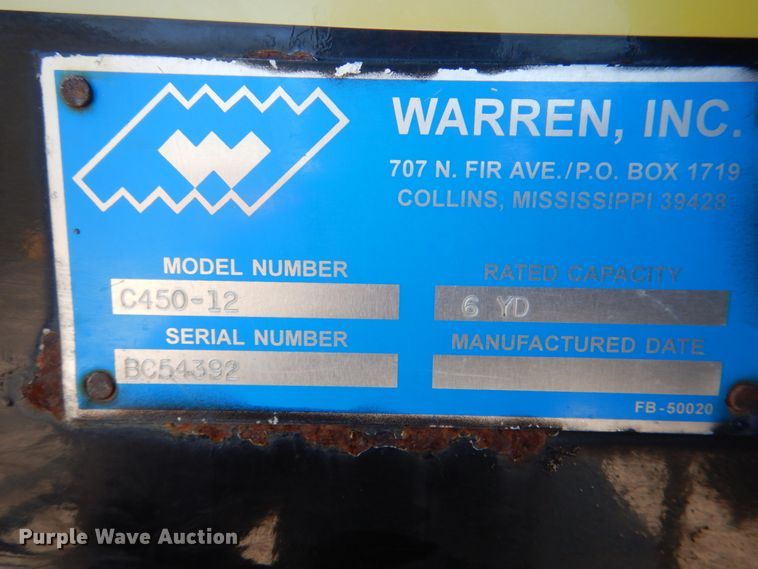 WARREN, INC.
707 N. FIR AVE./P.O. BOX 1719
COLLINS, MISSISSIPPI 39428
MODEL NUMBER
C450-12
RATED CAPACITY
6 YD
SERIAL NUMBER
BC54392
MANUFACTURED DATE
FB-50020
Purple Wave Auction